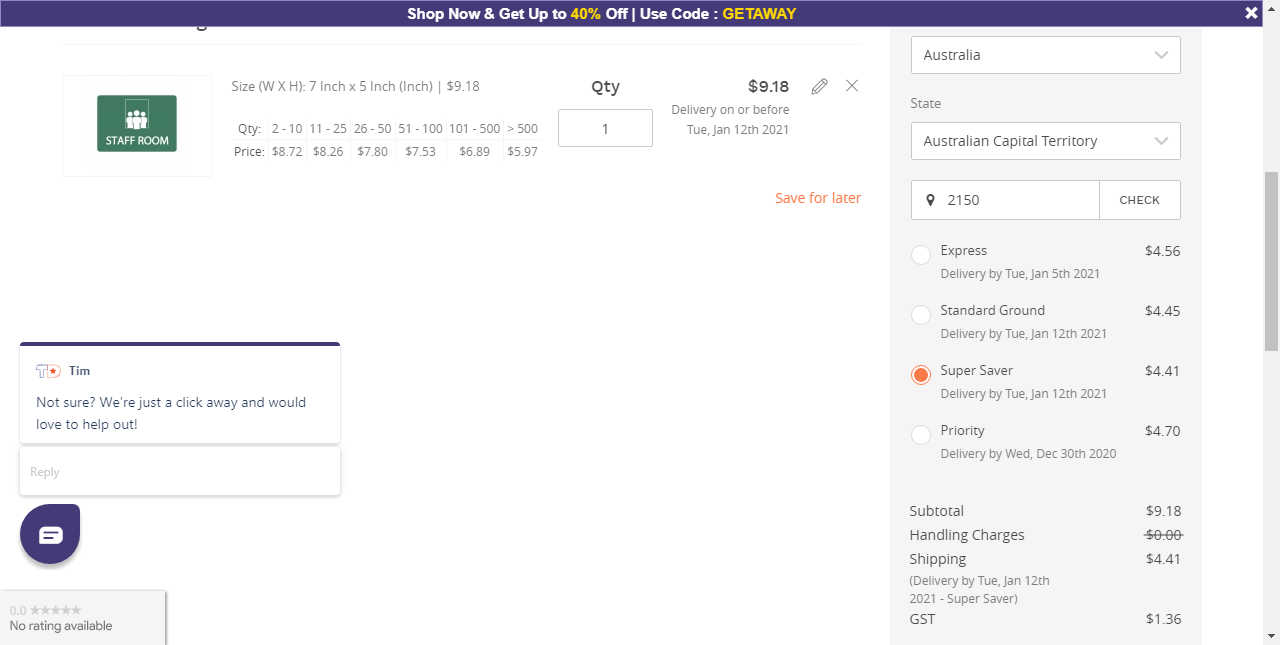 Shop Now & Get Up to 40% Off | Use Code : GETAWAY
Size (W X H): 7 Inch x 5 Inch (Inch) | $9.18
Qty
$9.18
Delivery on or before
Tue, Jan 12th 2021
1
STAFF ROOM
Qty: 2 - 10 11 - 25 26 - 50 51 - 100 101 - 500 > 500
Price: $8.72 $8.26 $7.80 $7.53 $6.89 $5.97
Save for later
Australia
State
Australian Capital Territory
2150 CHECK
Express $4.56
Delivery by Tue, Jan 5th 2021
Standard Ground $4.45
Delivery by Tue, Jan 12th 2021
Super Saver $4.41
Delivery by Tue, Jan 12th 2021
Priority $4.70
Delivery by Wed, Dec 30th 2020
Subtotal $9.18
Handling Charges $0.00
Shipping $4.41
(Delivery by Tue, Jan 12th
2021 - Super Saver)
GST $1.36
Tim
Not sure? We're just a click away and would
love to help out!
Reply
0.0
No rating available